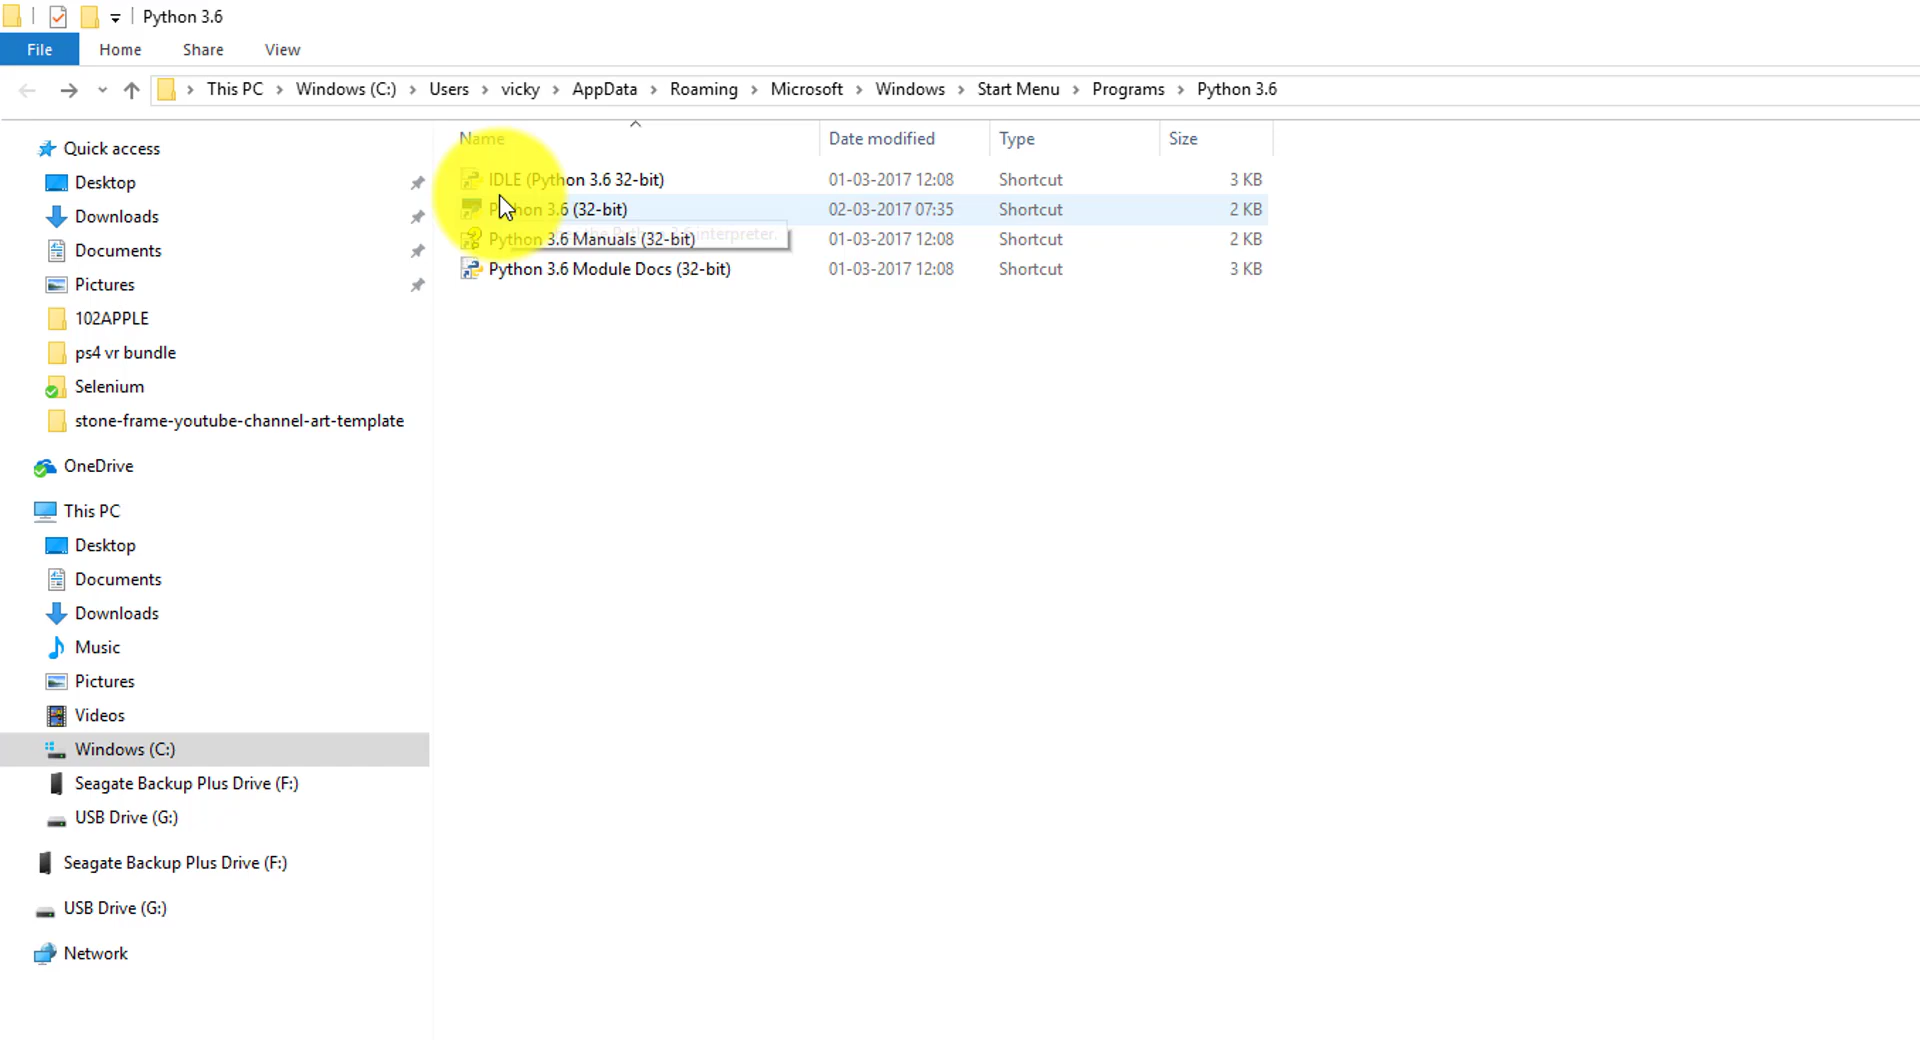 Python 3.6
File Home Share View
This PC Windows (C:) Users vicky AppData Roaming Microsoft Windows Start Menu Programs Python 3.6
Quick access
Desktop
Downloads
Documents
Pictures
102APPLE
ps4 vr bundle
Selenium
stone-frame-youtube-channel-art-template
OneDrive
This PC
Desktop
Documents
Downloads
Music
Pictures
Videos
Windows (C:)
Seagate Backup Plus Drive (F:)
USB Drive (G:)
Seagate Backup Plus Drive (F:)
USB Drive (G:)
Network
Name Date modified Type Size
IDLE (Python 3.6 32-bit) 01-03-2017 12:08 Shortcut 3 KB
Python 3.6 (32-bit) 02-03-2017 07:35 Shortcut 2 KB
Python 3.6 Manuals (32-bit) 01-03-2017 12:08 Shortcut 2 KB
interpreter.
Python 3.6 Module Docs (32-bit) 01-03-2017 12:08 Shortcut 3 KB